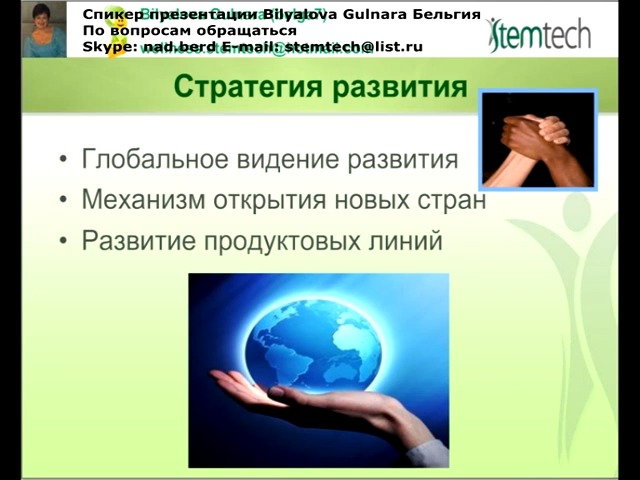 Спикер презентации Bilyalova Gulnara Бельгия
По вопросам обращаться
Skype: nail.berd E-mail: stemtech@list.ru
stemtech
Стратегия развития
• Глобальное видение развития
• Механизм открытия новых стран
• Развитие продуктовых линий